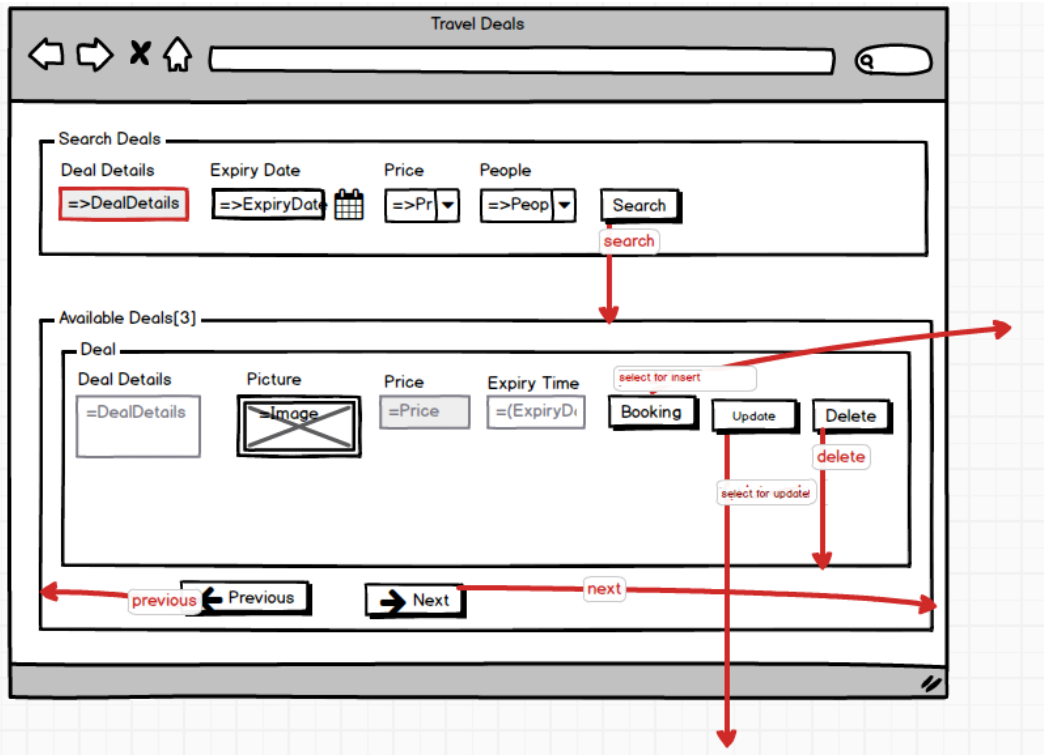 Travel Deals
Search Deals
Deal Details Expiry Date Price People
=>DealDetails =>ExpiryDate =>Pr =>Peop Search
search
Available Deals[3]
Deal
Deal Details Picture Price Expiry Time
select for insert
=DealDetails =Image =Price =(ExpiryD Booking Update Delete
delete
select for update
previous Previous Next next